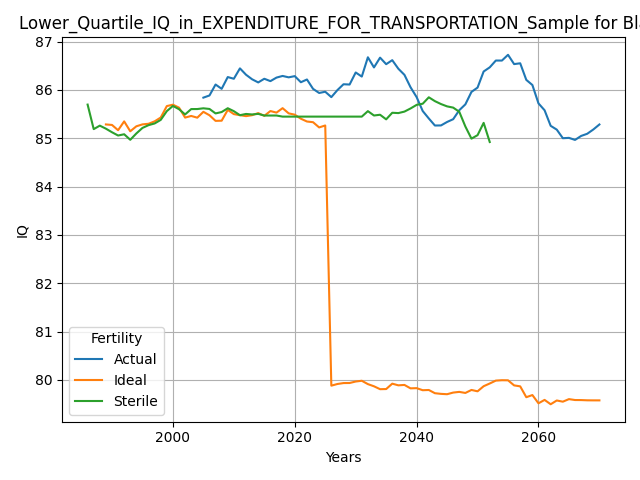 Lower_Quartile_IQ_in_EXPENDITURE_FOR_TRANSPORTATION_Sample for Bla
87
86
85
84
83
82
81
80
IQ
Fertility
Actual
Ideal
Sterile
2000
2020
2040
2060
Years